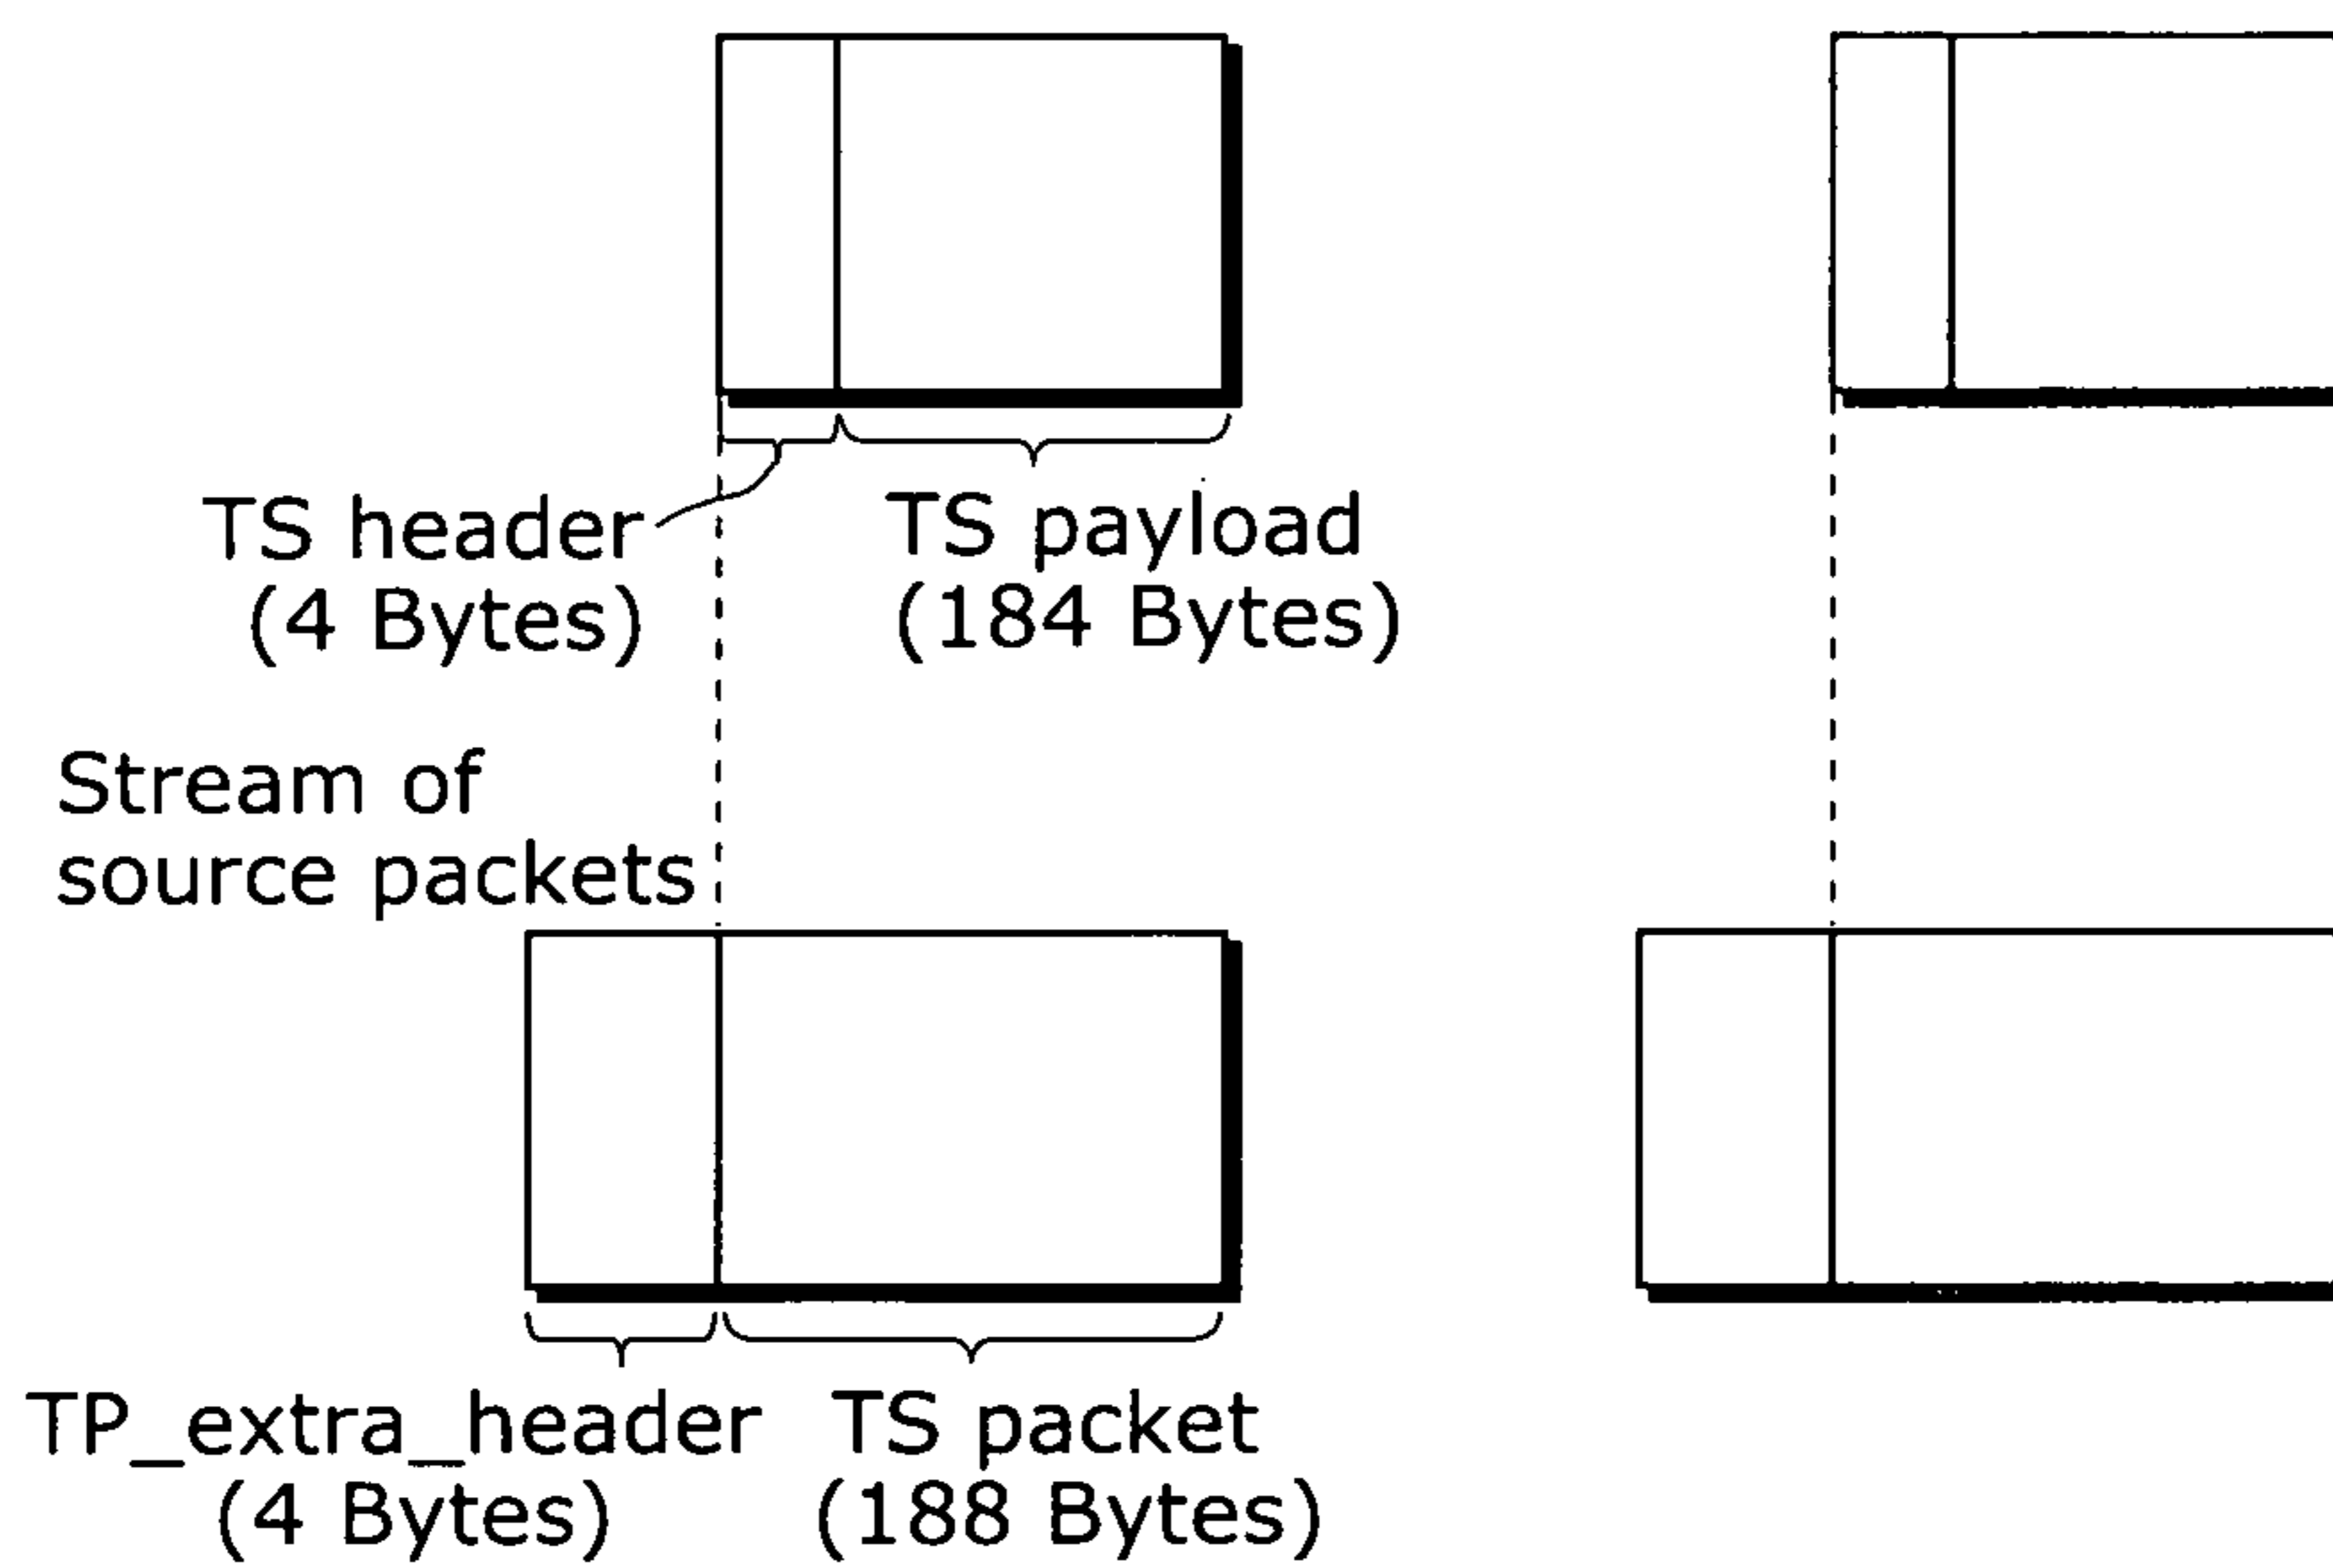 TS header
(4 Bytes)
TS payload
(184 Bytes)
Stream of
source packets
TP_extra_header
(4 Bytes)
TS packet
(188 Bytes)